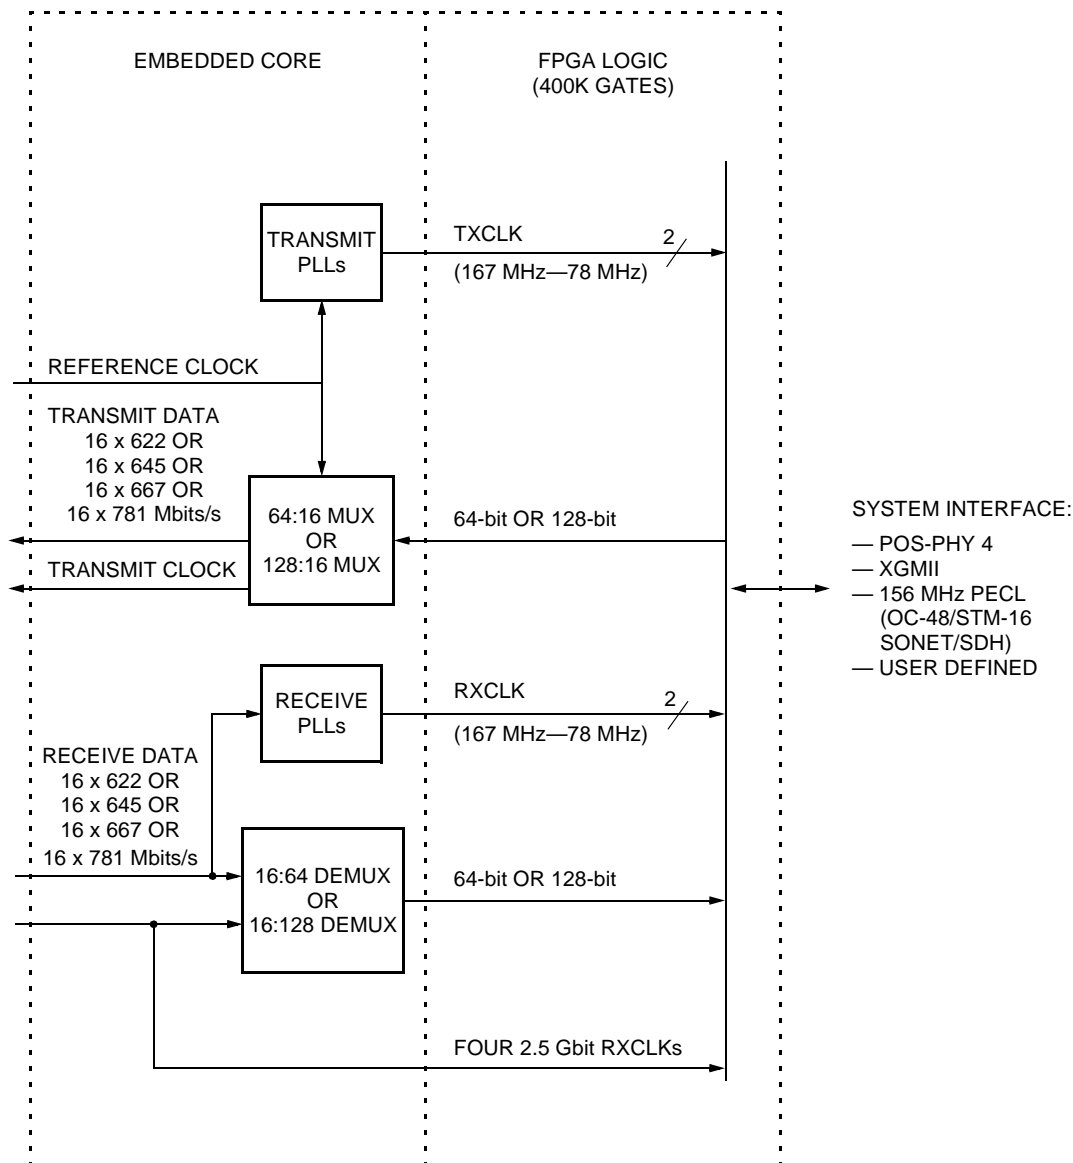 EMBEDDED CORE
FPGA LOGIC
(400K GATES)
TRANSMIT
PLLs
TXCLK
2
(167 MHz—78 MHz)
REFERENCE CLOCK
TRANSMIT DATA
16 x 622 OR
16 x 645 OR
16 x 667 OR
16 x 781 Mbits/s
TRANSMIT CLOCK
64:16 MUX
OR
128:16 MUX
64-bit OR 128-bit
SYSTEM INTERFACE:
— POS-PHY 4
— XGMII
— 156 MHz PECL
(OC-48/STM-16
SONET/SDH)
— USER DEFINED
RECEIVE
PLLs
RXCLK
2
(167 MHz—78 MHz)
RECEIVE DATA
16 x 622 OR
16 x 645 OR
16 x 667 OR
16 x 781 Mbits/s
16:64 DEMUX
OR
16:128 DEMUX
64-bit OR 128-bit
FOUR 2.5 Gbit RXCLKs